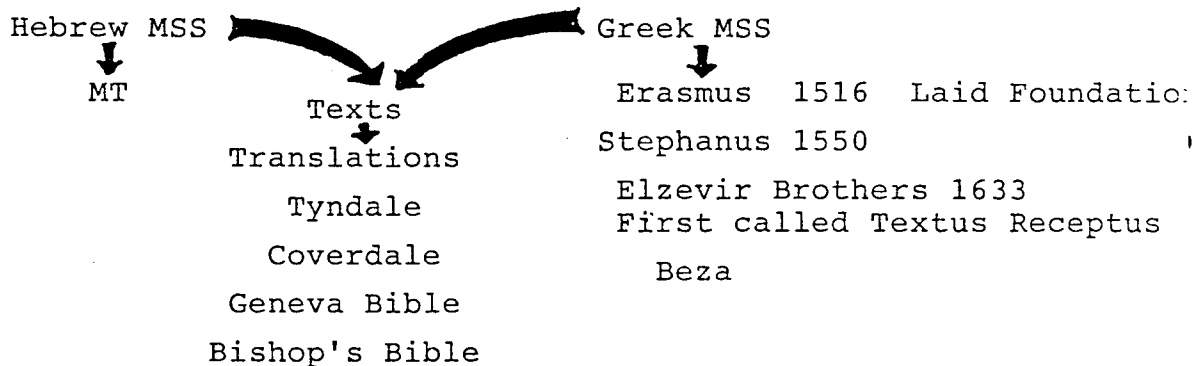 Hebrew MSS
MT
Texts
Translations
Tyndale
Coverdale
Geneva Bible
Bishop's Bible
Greek MSS
Erasmus 1516 Laid
Stephanus 1550
Elzevir Brothers 1633
First called Textus Receptus
Beza